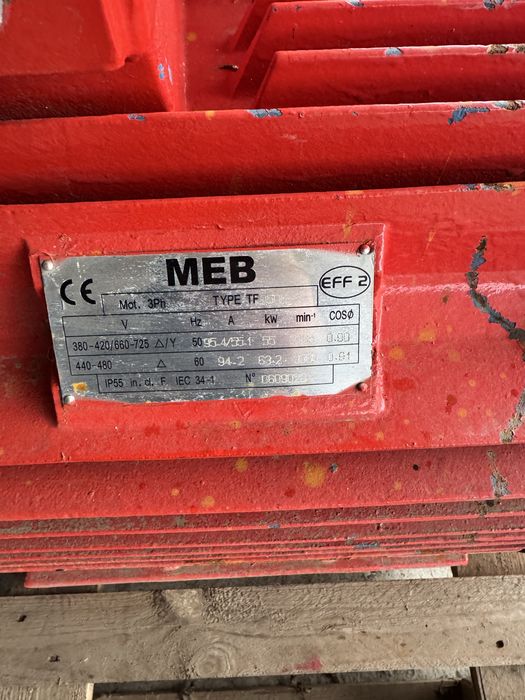 MEB
CE
EFF 2
Mot. 3Ph TYPE TF
V Hz A kW min-1 COSØ
380-420/660-725 △/Y 50 95.4/55.1 55 0.90
440-480 △ 60 94.2 63.2 0.91
IP55 in. cl. F IEC 34-1 N°